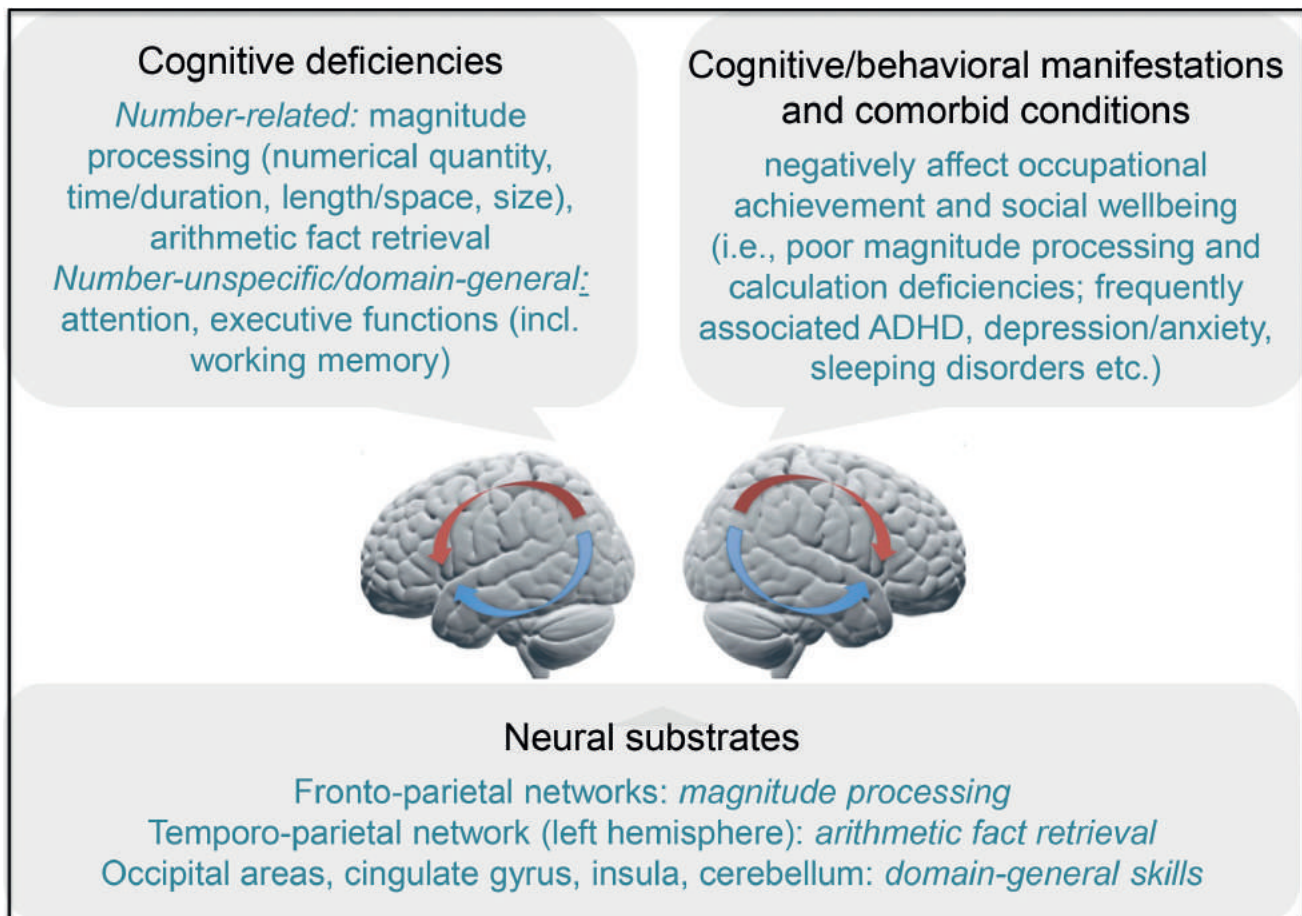 Cognitive deficiencies
Number-related: magnitude
processing (numerical quantity,
time/duration, length/space, size),
arithmetic fact retrieval
Number-unspecific/domain-general:
attention, executive functions (incl.
working memory)
Cognitive/behavioral manifestations
and comorbid conditions
negatively affect occupational
achievement and social wellbeing
(i.e., poor magnitude processing and
calculation deficiencies; frequently
associated ADHD, depression/anxiety,
sleeping disorders etc.)
Neural substrates
Fronto-parietal networks: magnitude processing
Temporo-parietal network (left hemisphere): arithmetic fact retrieval
Occipital areas, cingulate gyrus, insula, cerebellum: domain-general skills